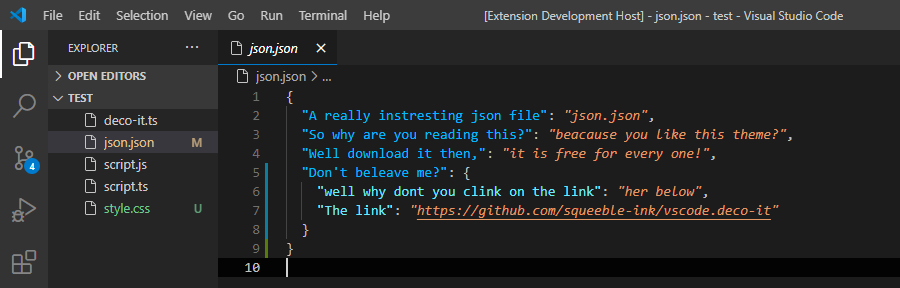 File Edit Selection View Go Run Terminal Help [Extension Development Host] - json.json - test - Visual Studio Code
EXPLORER ...
json.json
OPEN EDITORS
TEST
deco-it.ts
json.json M
script.js
script.ts
style.css U
4
json.json > ...
1 {
2 "A really instresting json file": "json.json",
3 "So why are you reading this?": "beacause you like this theme?",
4 "Well download it then,": "it is free for every one!",
5 "Don't beleave me?": {
6 "well why dont you clink on the link": "her below",
7 "The link": "https://github.com/squeeble-ink/vscode.deco-it"
8 }
9 }
10